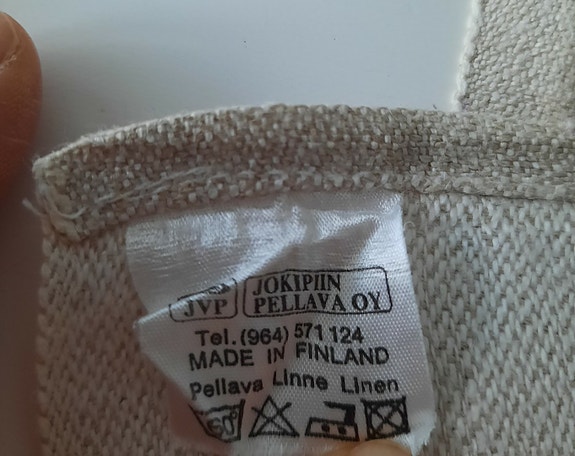 JVP JOKIPIIN
PELLAVA OY
Tel.(964) 571 124
MADE IN FINLAND
Pellava Linne Linen
60°